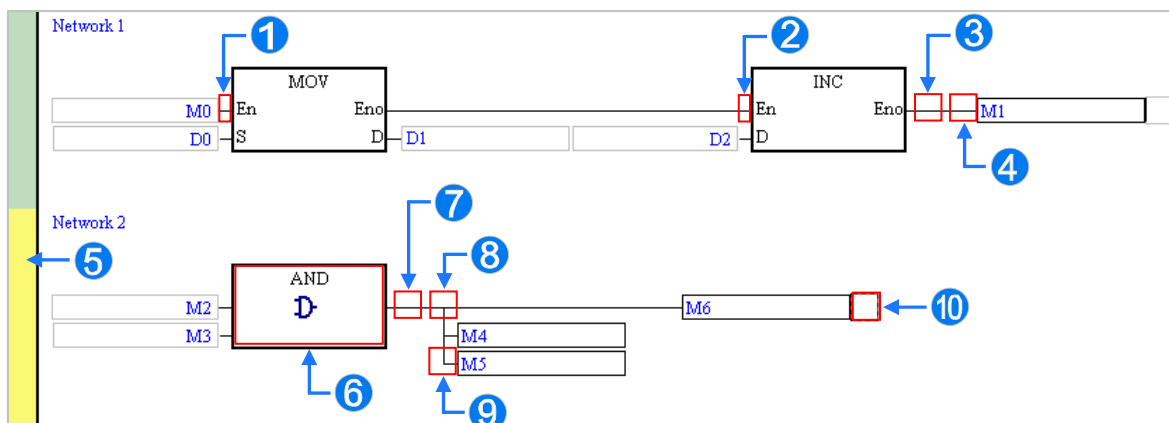 Network 1
1 2 3
MOV INC
M0 En Eno En Eno M1
D0 S D D1 D2 D
4
Network 2
7
5 8
AND
M2 M6 10
M3 M4
M5
6 9